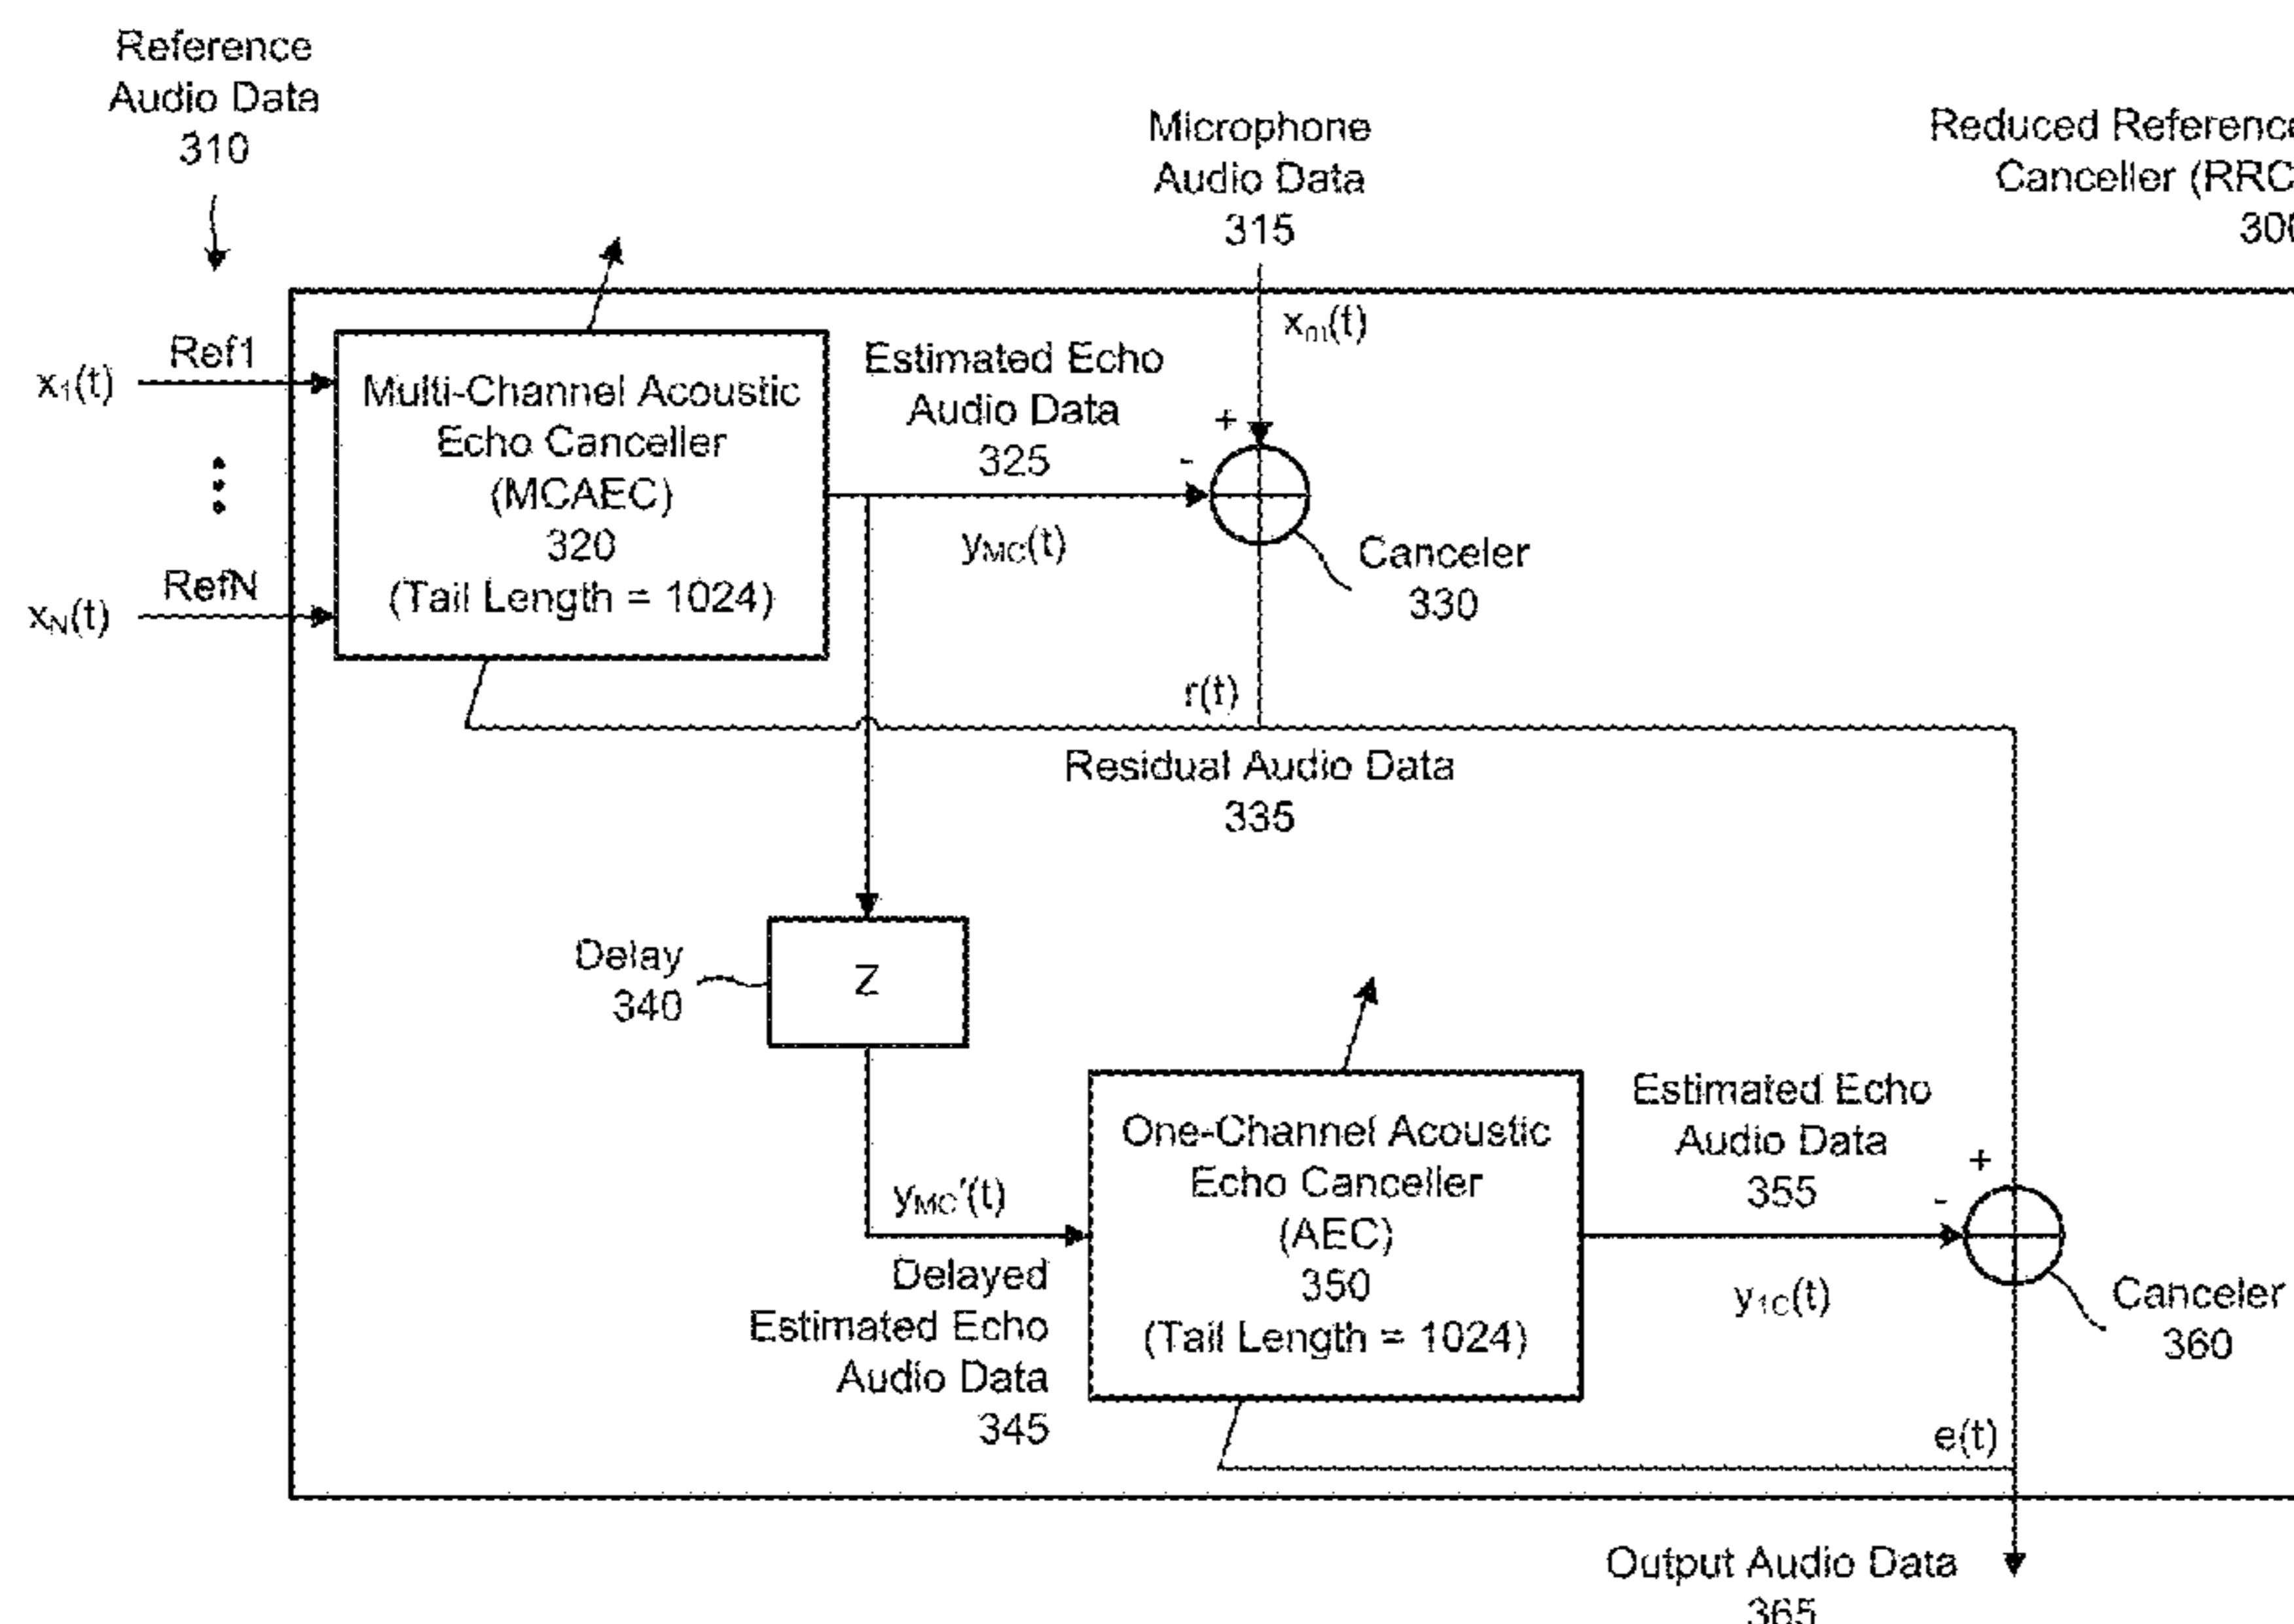 Reference
Audio Data
310
Microphone
Audio Data
315
Reduced Reference
Canceller (RRC
300
x₁(t)
Ref1
Multi-Channel Acoustic
Echo Canceller
(MCAEC)
320
(Tail Length = 1024)
xN(t)
RefN
Estimated Echo
Audio Data
325
yMC(t)
xm(t)
+
-
Canceler
330
r(t)
Residual Audio Data
335
Delay
340
Z
yMC'(t)
Delayed
Estimated Echo
Audio Data
345
One-Channel Acoustic
Echo Canceller
(AEC)
350
(Tail Length = 1024)
Estimated Echo
Audio Data
355
y1C(t)
+
-
Canceler
360
e(t)
Output Audio Data
365